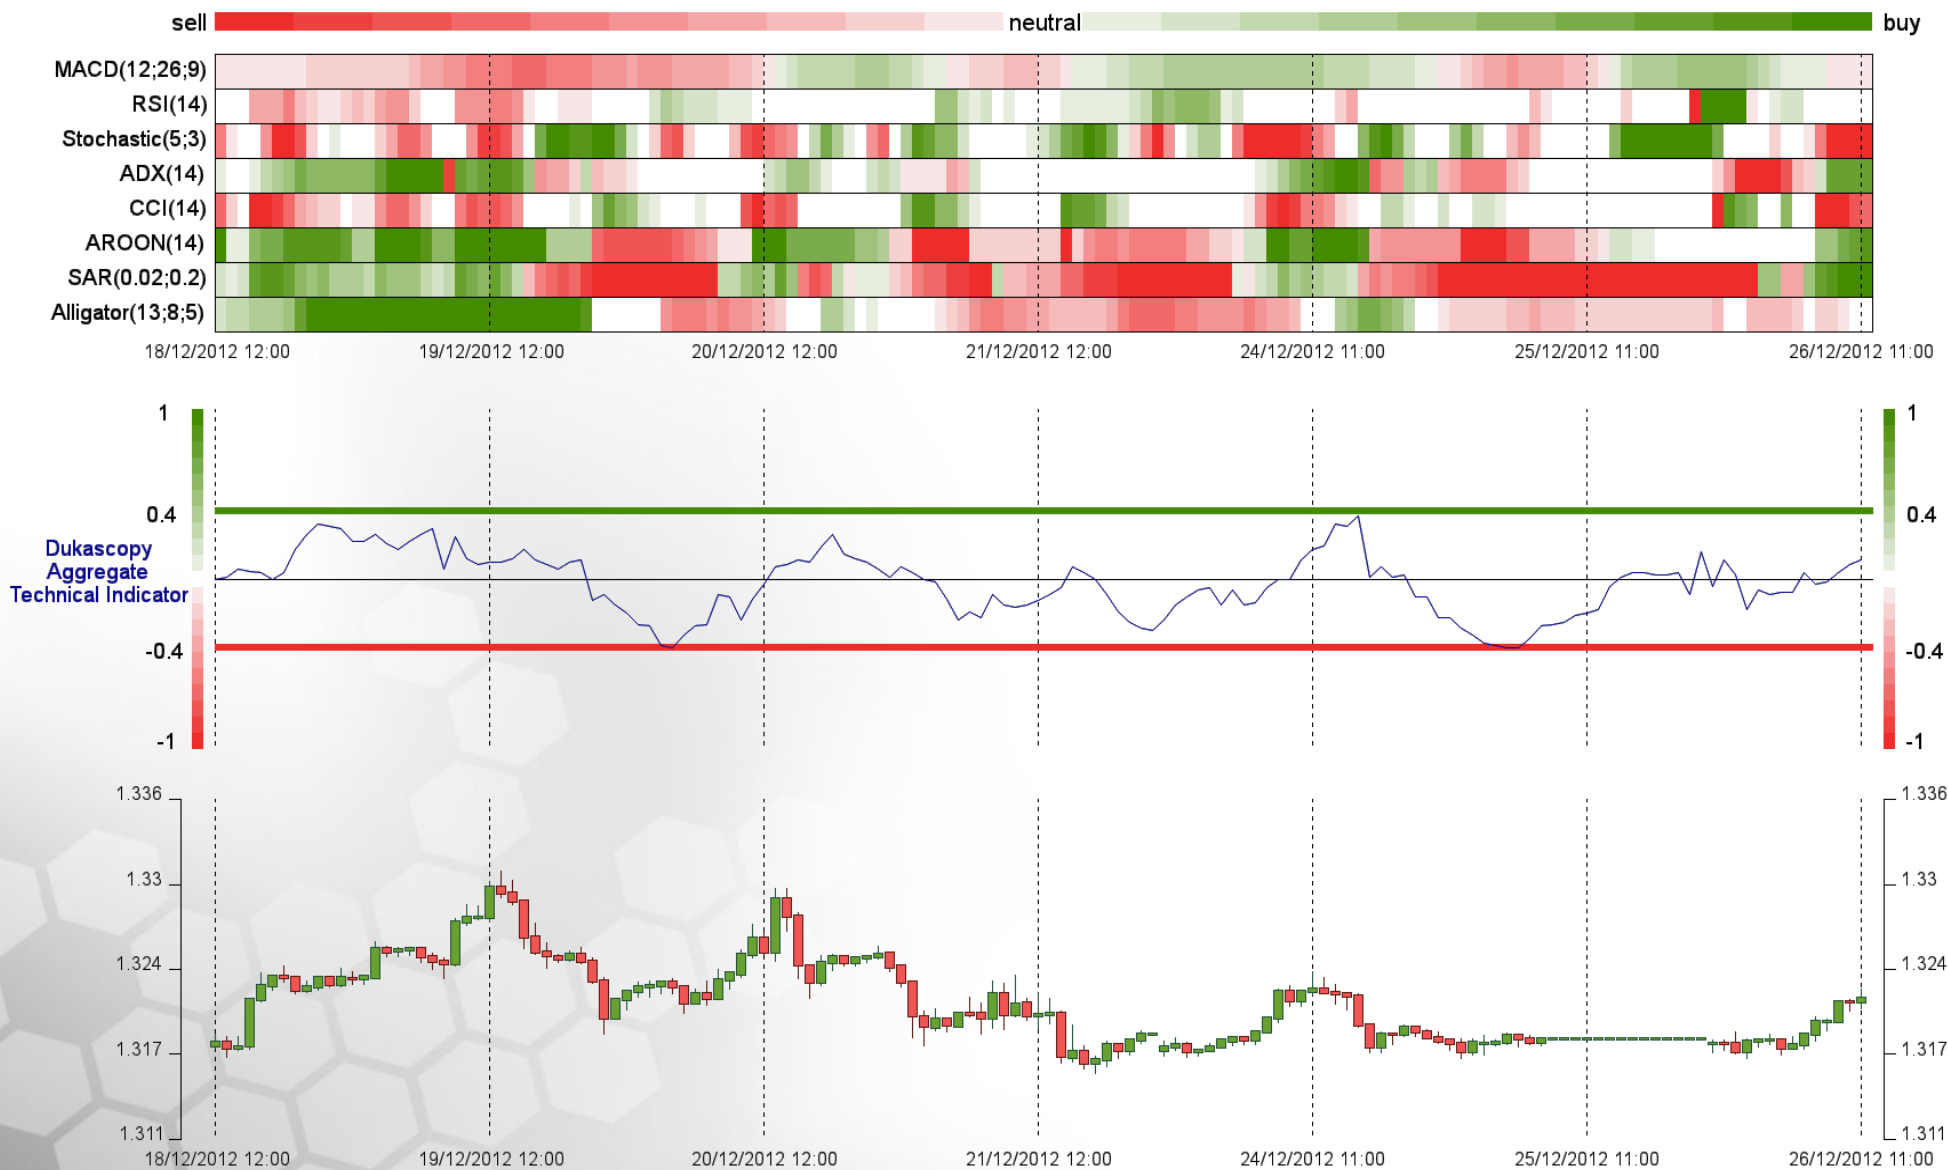 sell neutral buy
MACD(12;26;9)
RSI(14)
Stochastic(5;3)
ADX(14)
CCI(14)
AROON(14)
SAR(0.02;0.2)
Alligator(13;8;5)
18/12/2012 12:00 19/12/2012 12:00 20/12/2012 12:00 21/12/2012 12:00 24/12/2012 11:00 25/12/2012 11:00 26/12/2012 11:00
1 1
0.4 0.4
Dukascopy
Aggregate
Technical Indicator
-0.4 -0.4
-1 -1
1.336 1.336
1.33 1.33
1.324 1.324
1.317 1.317
1.311 1.311
18/12/2012 12:00 19/12/2012 12:00 20/12/2012 12:00 21/12/2012 12:00 24/12/2012 11:00 25/12/2012 11:00 26/12/2012 11:00